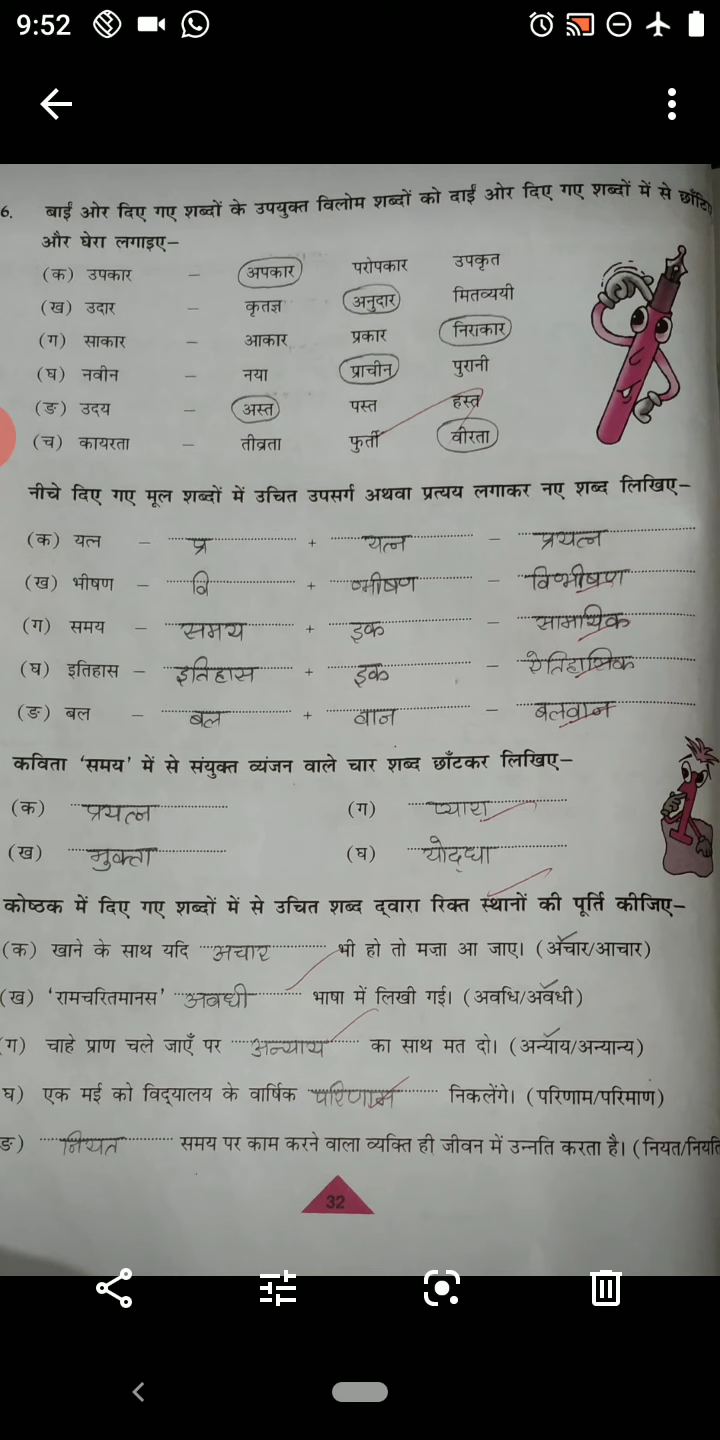 9:52
6. बाईं ओर दिए गए शब्दों के उपयुक्त विलोम शब्दों को दाईं ओर दिए गए शब्दों में से छाँटिए
और घेरा लगाइए–
(क) उपकार – अपकार परोपकार उपकृत
(ख) उदार – कृतज्ञ अनुदार मितव्ययी
(ग) साकार – आकार प्रकार निराकार
(घ) नवीन – नया प्राचीन पुरानी
(ङ) उदय – अस्त पस्त हस्त
(च) कायरता – तीव्रता फुर्ती वीरता
नीचे दिए गए मूल शब्दों में उचित उपसर्ग अथवा प्रत्यय लगाकर नए शब्द लिखिए–
(क) यत्न – प्र + यत्न – प्रयत्न
(ख) भीषण – वि + भीषण – विभीषण
(ग) समय – समय + इक – सामयिक
(घ) इतिहास – इतिहास + इक – ऐतिहासिक
(ङ) बल – बल + वान – बलवान
कविता ‘समय’ में से संयुक्त व्यंजन वाले चार शब्द छाँटकर लिखिए–
(क) प्रयत्न (ग) प्यारा
(ख) मुक्ता (घ) योद्धा
कोष्ठक में दिए गए शब्दों में से उचित शब्द द्वारा रिक्त स्थानों की पूर्ति कीजिए–
(क) खाने के साथ यदि अचार भी हो तो मजा आ जाए। (अचार/आचार)
(ख) ‘रामचरितमानस’ अवधी भाषा में लिखी गई। (अवधि/अवधी)
ग) चाहे प्राण चले जाएँ पर अन्याय का साथ मत दो। (अन्याय/अन्यान्य)
घ) एक मई को विद्यालय के वार्षिक परिणाम निकलेंगे। (परिणाम/परिमाण)
ङ) नियत समय पर काम करने वाला व्यक्ति ही जीवन में उन्नति करता है। (नियत/नियति
32